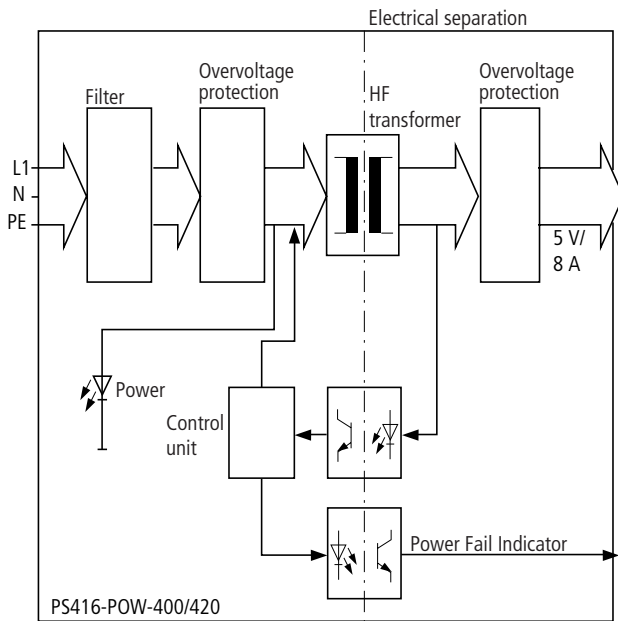 Electrical separation
Filter
Overvoltage
protection
HF
transformer
Overvoltage
protection
L1
N
PE
5 V/
8 A
Power
Control
unit
Power Fail Indicator
PS416-POW-400/420